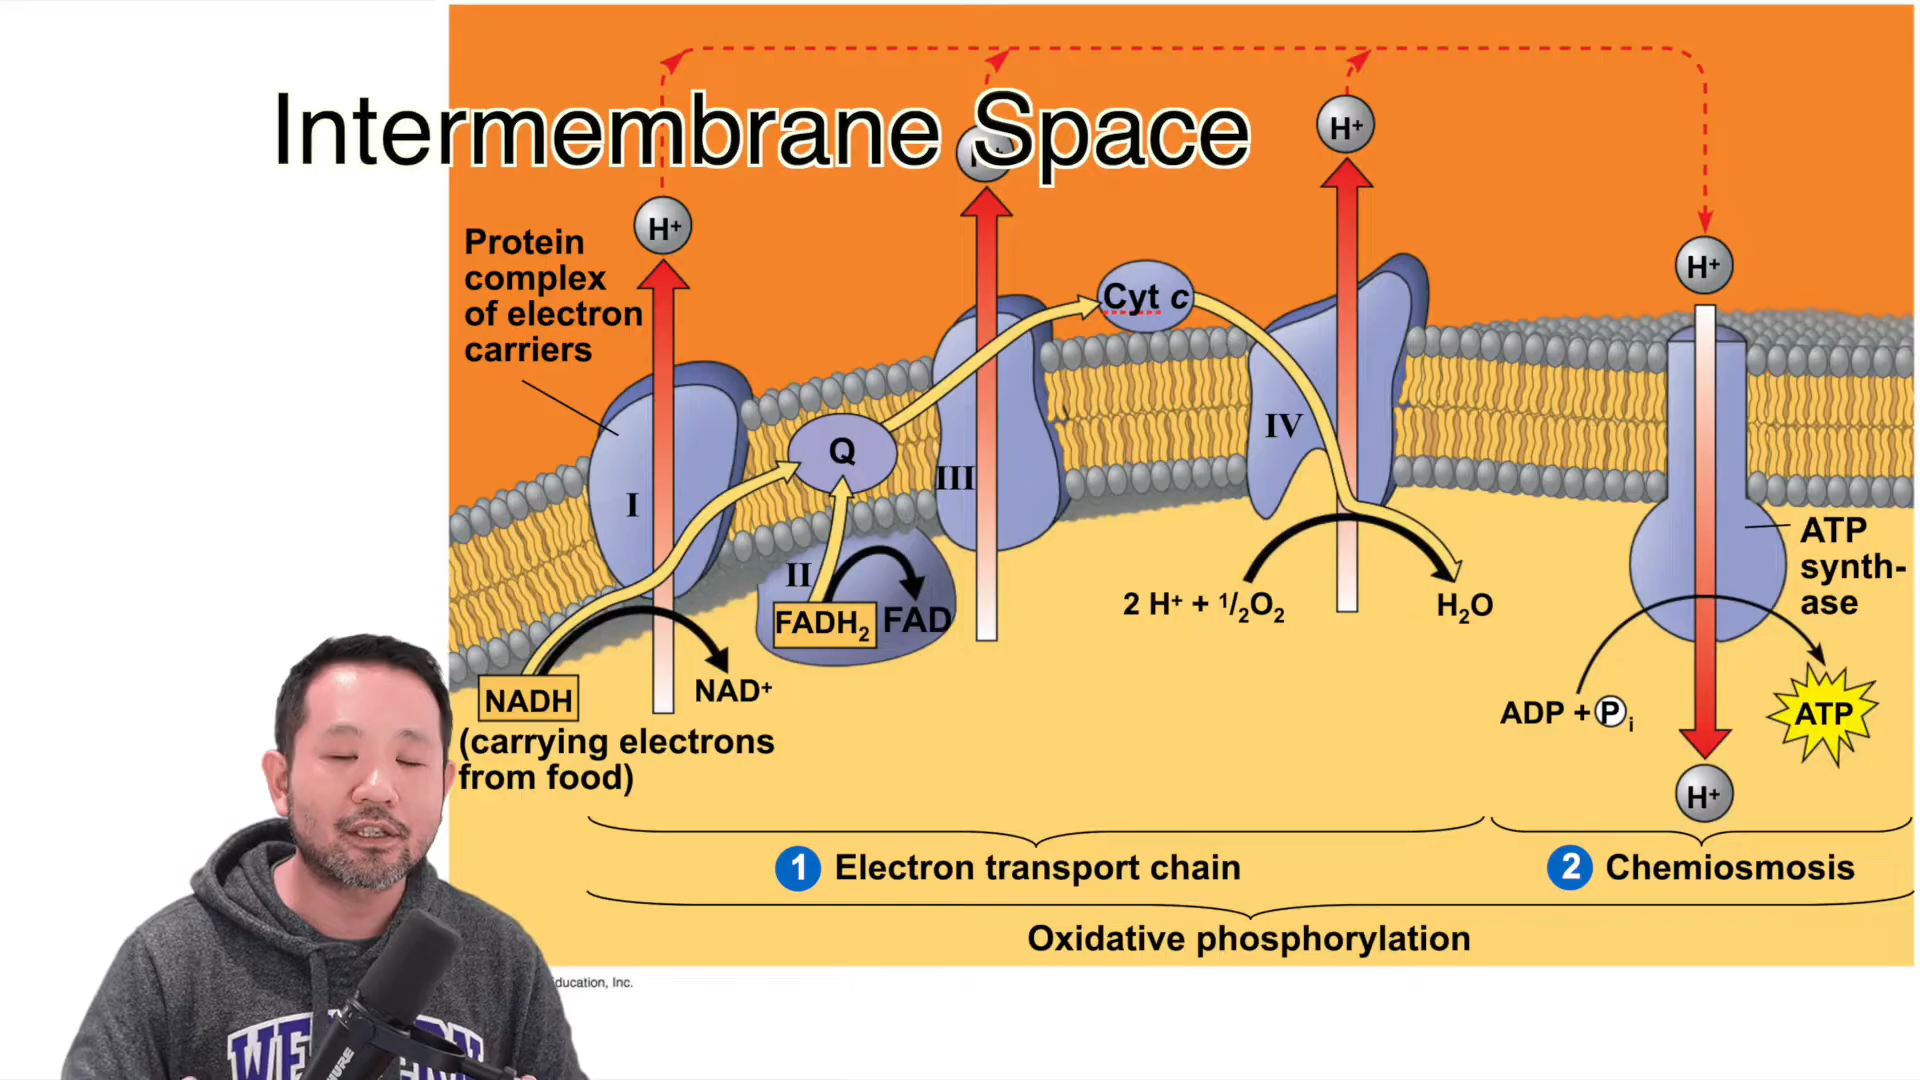 Intermembrane Space
H+
H+
H+
Protein
complex
of electron
carriers
Cyt c
Q
I
II
III
IV
FADH2
FAD
NADH
NAD+
(carrying electrons
from food)
2 H+ + 1/2O2
H2O
ATP
synth-
ase
ADP + Pi
ATP
H+
1 Electron transport chain
2 Chemiosmosis
Oxidative phosphorylation
ducation, Inc.
SHURE